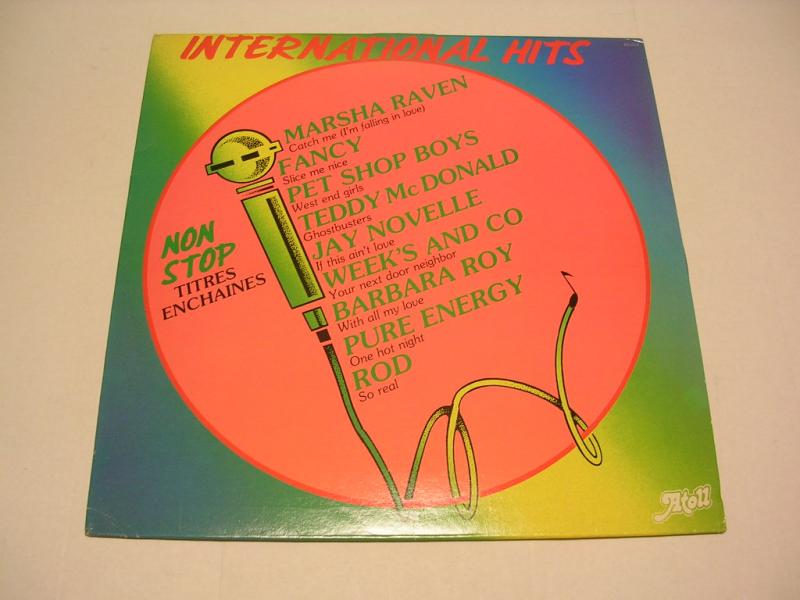 INTERNATIONAL HITS
MARSHA RAVEN
Catch me (I'm falling in love)
FANCY
Slice me nice
PET SHOP BOYS
West end girls
TEDDY Mc DONALD
Ghostbusters
JAY NOVELLE
If this ain't love
WEEK'S AND CO
Your next door neighbor
BARBARA ROY
With all my love
PURE ENERGY
One hot night
ROD
So real
NON
STOP
TITRES
ENCHAINES
Atoll